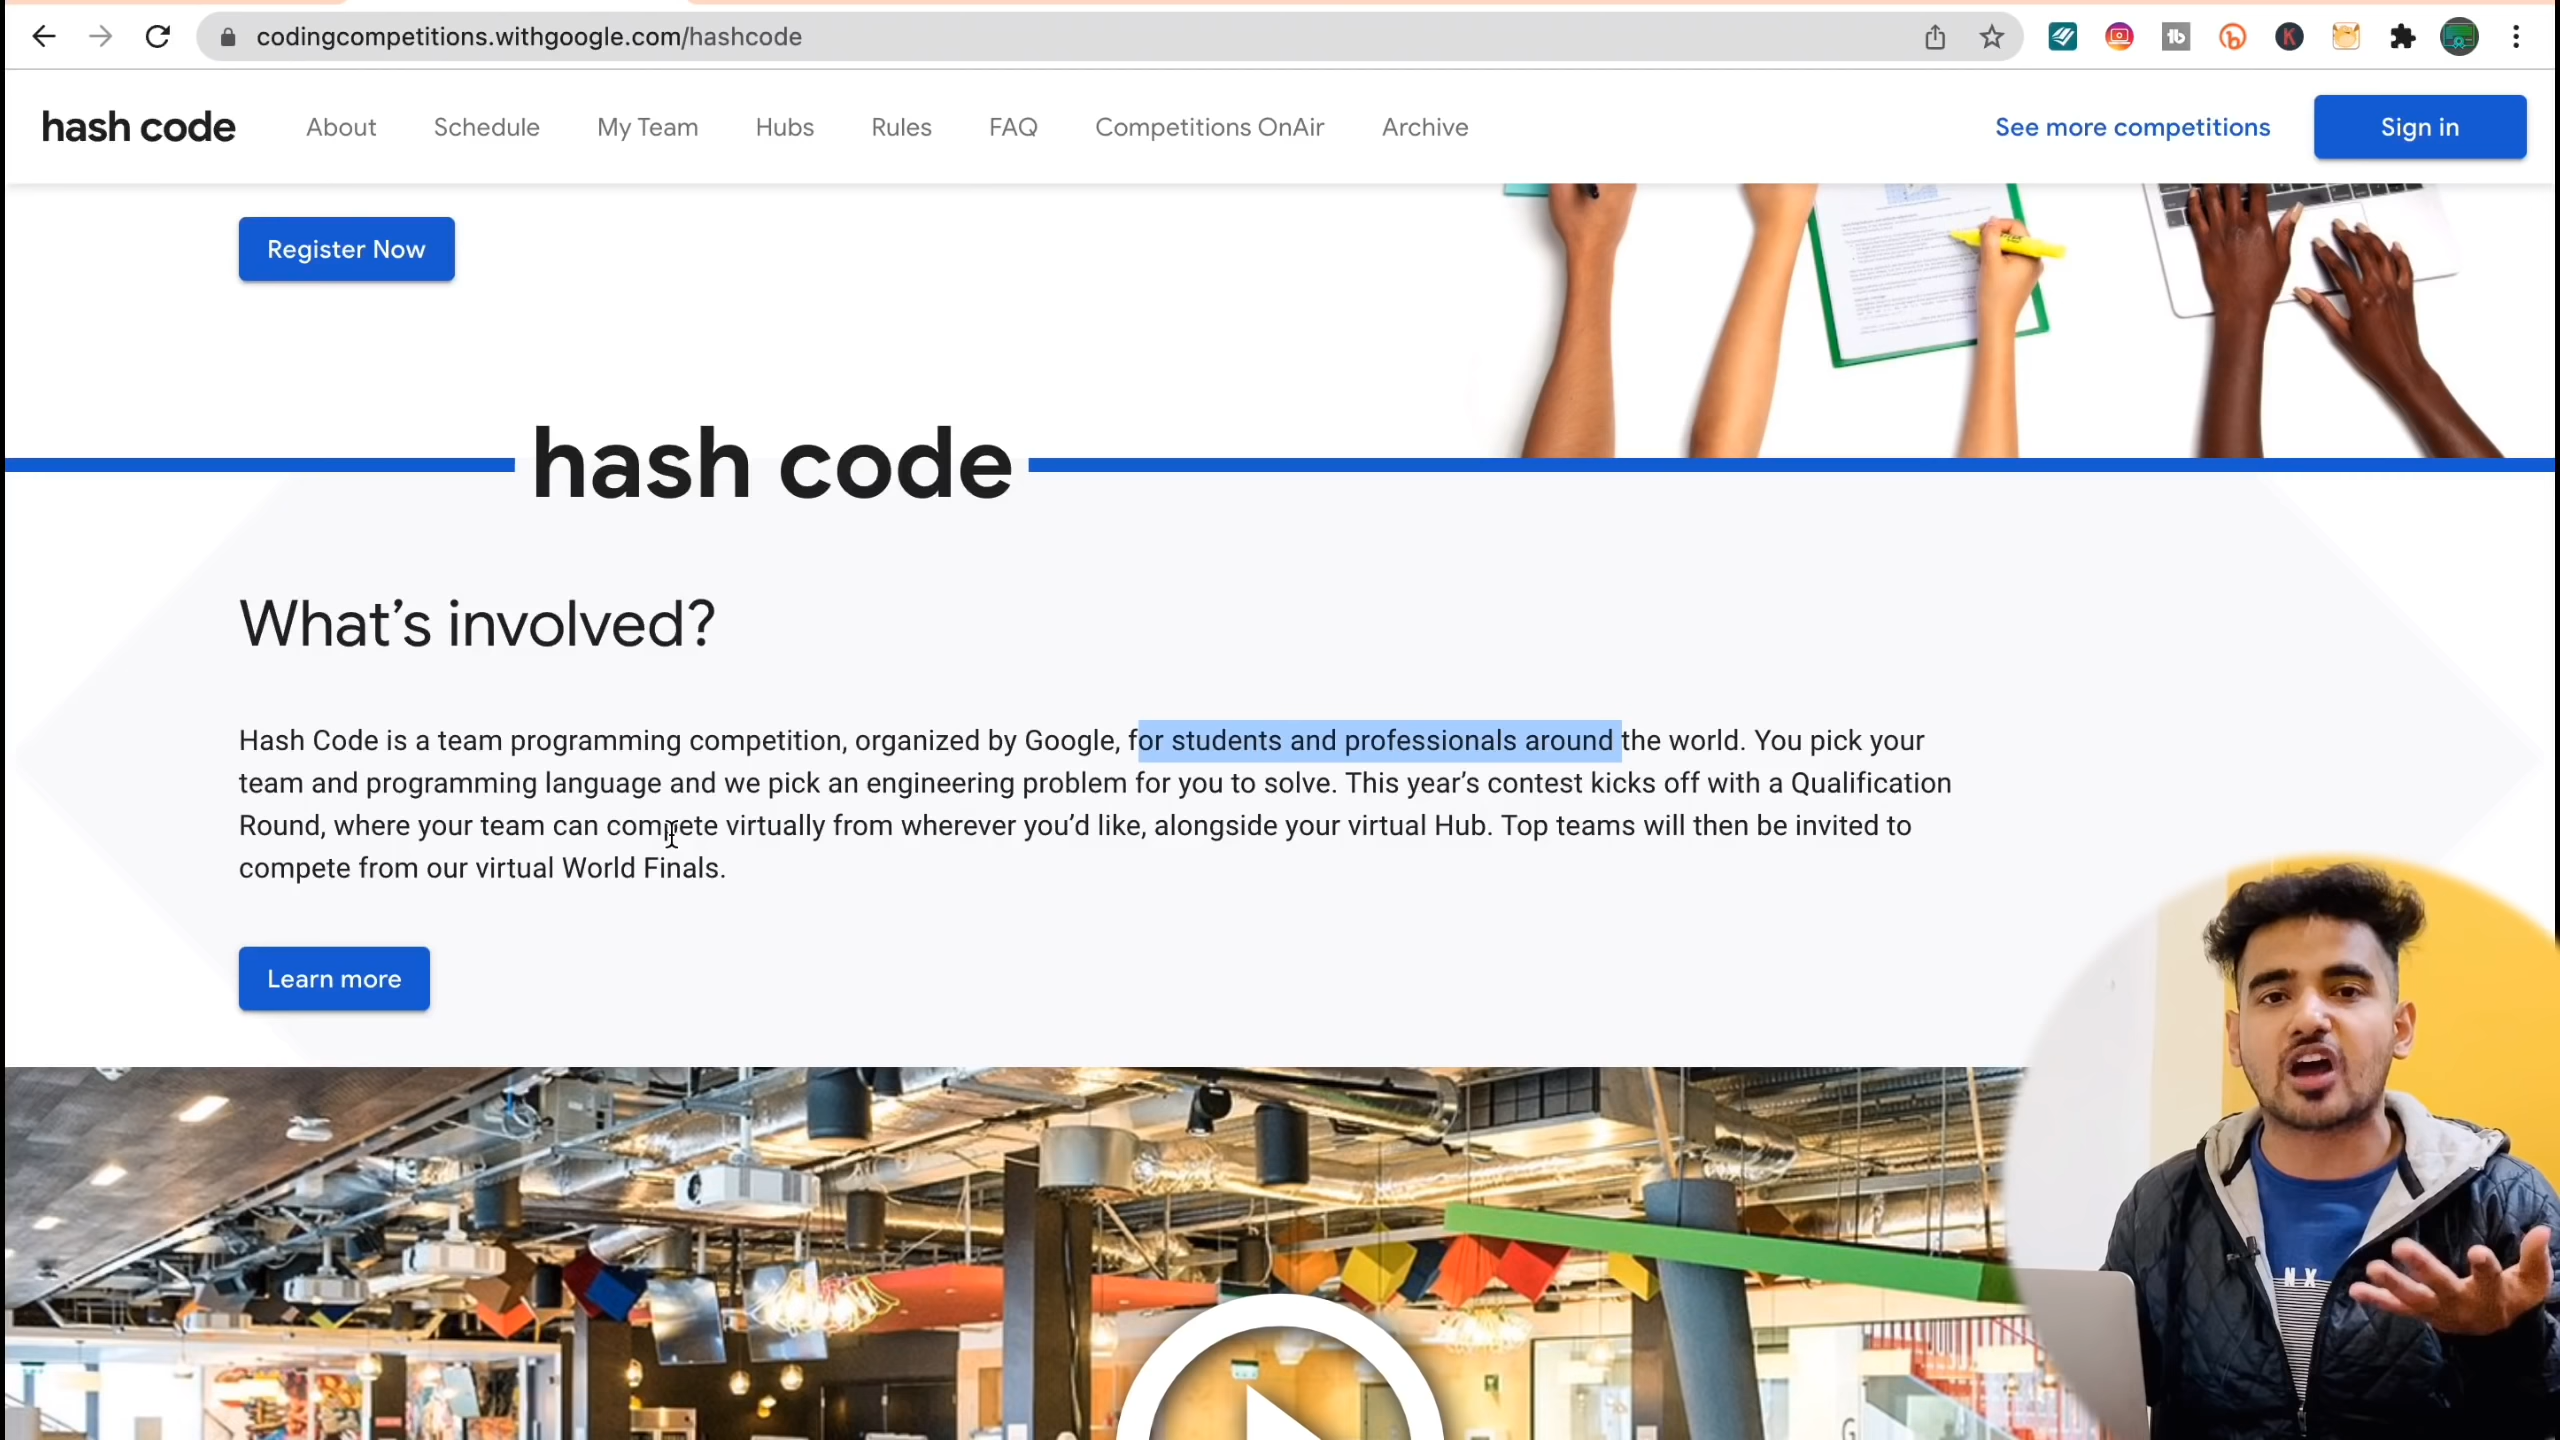 codingcompetitions.withgoogle.com/hashcode
hash code
About
Schedule
My Team
Hubs
Rules
FAQ
Competitions OnAir
Archive
See more competitions
Sign in
Register Now
hash code
What’s involved?
Hash Code is a team programming competition, organized by Google, for students and professionals around the world. You pick your
team and programming language and we pick an engineering problem for you to solve. This year’s contest kicks off with a Qualification
Round, where your team can compete virtually from wherever you’d like, alongside your virtual Hub. Top teams will then be invited to
compete from our virtual World Finals.
Learn more
NX